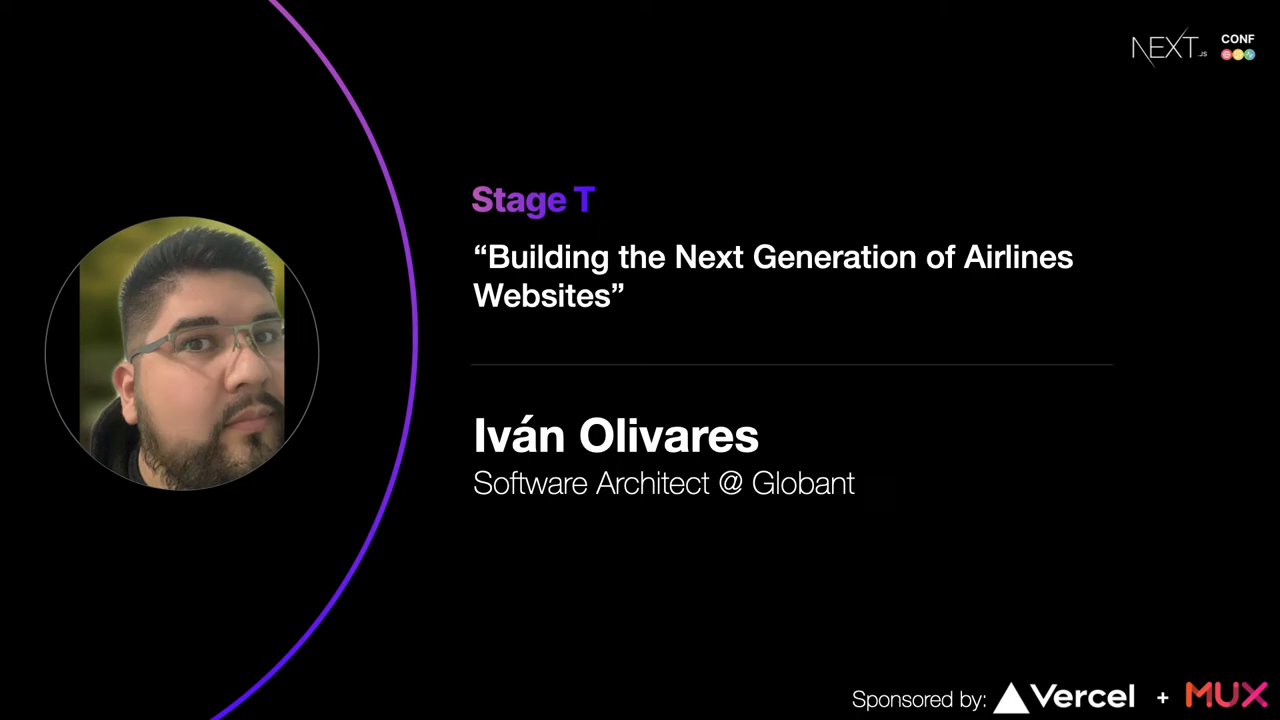 NEXT.JS CONF
Stage T
“Building the Next Generation of Airlines
Websites”
Iván Olivares
Software Architect @ Globant
Sponsored by: Vercel + MUX